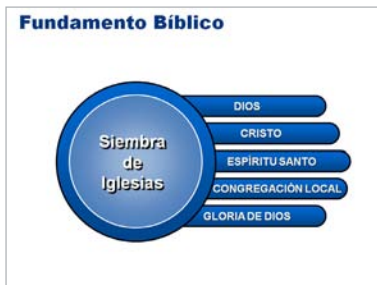 Fundamento Bíblico
Siembra
de
Iglesias
DIOS
CRISTO
ESPÍRITU SANTO
CONGREGACIÓN LOCAL
GLORIA DE DIOS